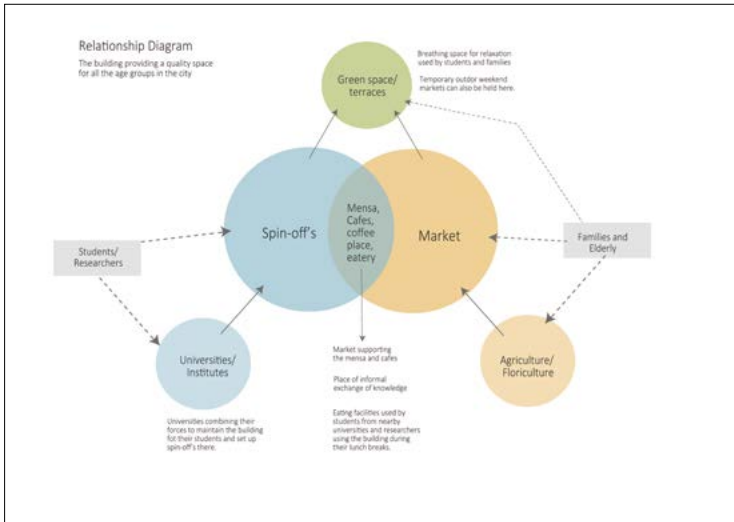 Relationship Diagram
The building providing a quality space
for all the age groups in the city
Green space/
terraces
Breathing space for relaxation
used by students and families
Temporary outdor weekend
markets can also be held here.
Spin-off's
Mensa,
Cafes,
coffee
place,
eatery
Market
Students/
Researchers
Families and
Elderly
Universities/
Institutes
Universities combining their
forces to maintain the building
fot their students and set up
spin-off's there.
Market supporting
the mensa and cafes
Place of informal
exchange of knowledge
Eating facilities used by
students from nearby
universities and researchers
using the building during
their lunch breaks.
Agriculture/
Floriculture